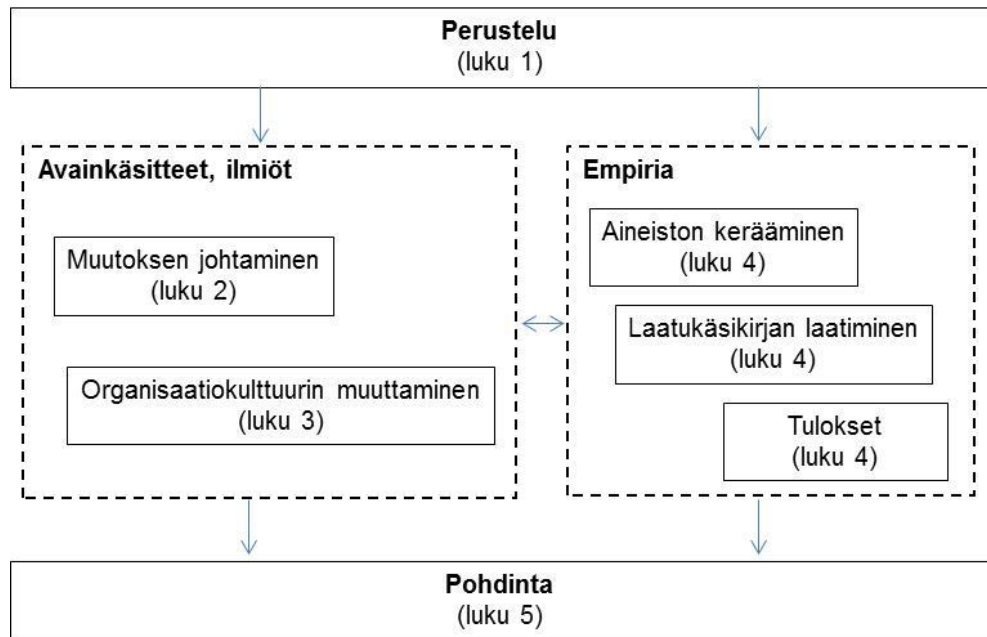 Perustelu
(luku 1)
Avainkäsitteet, ilmiöt
Muutoksen johtaminen
(luku 2)
Organisaatiokulttuurin muuttaminen
(luku 3)
Empiria
Aineiston kerääminen
(luku 4)
Laatukäsikirjan laatiminen
(luku 4)
Tulokset
(luku 4)
Pohdinta
(luku 5)